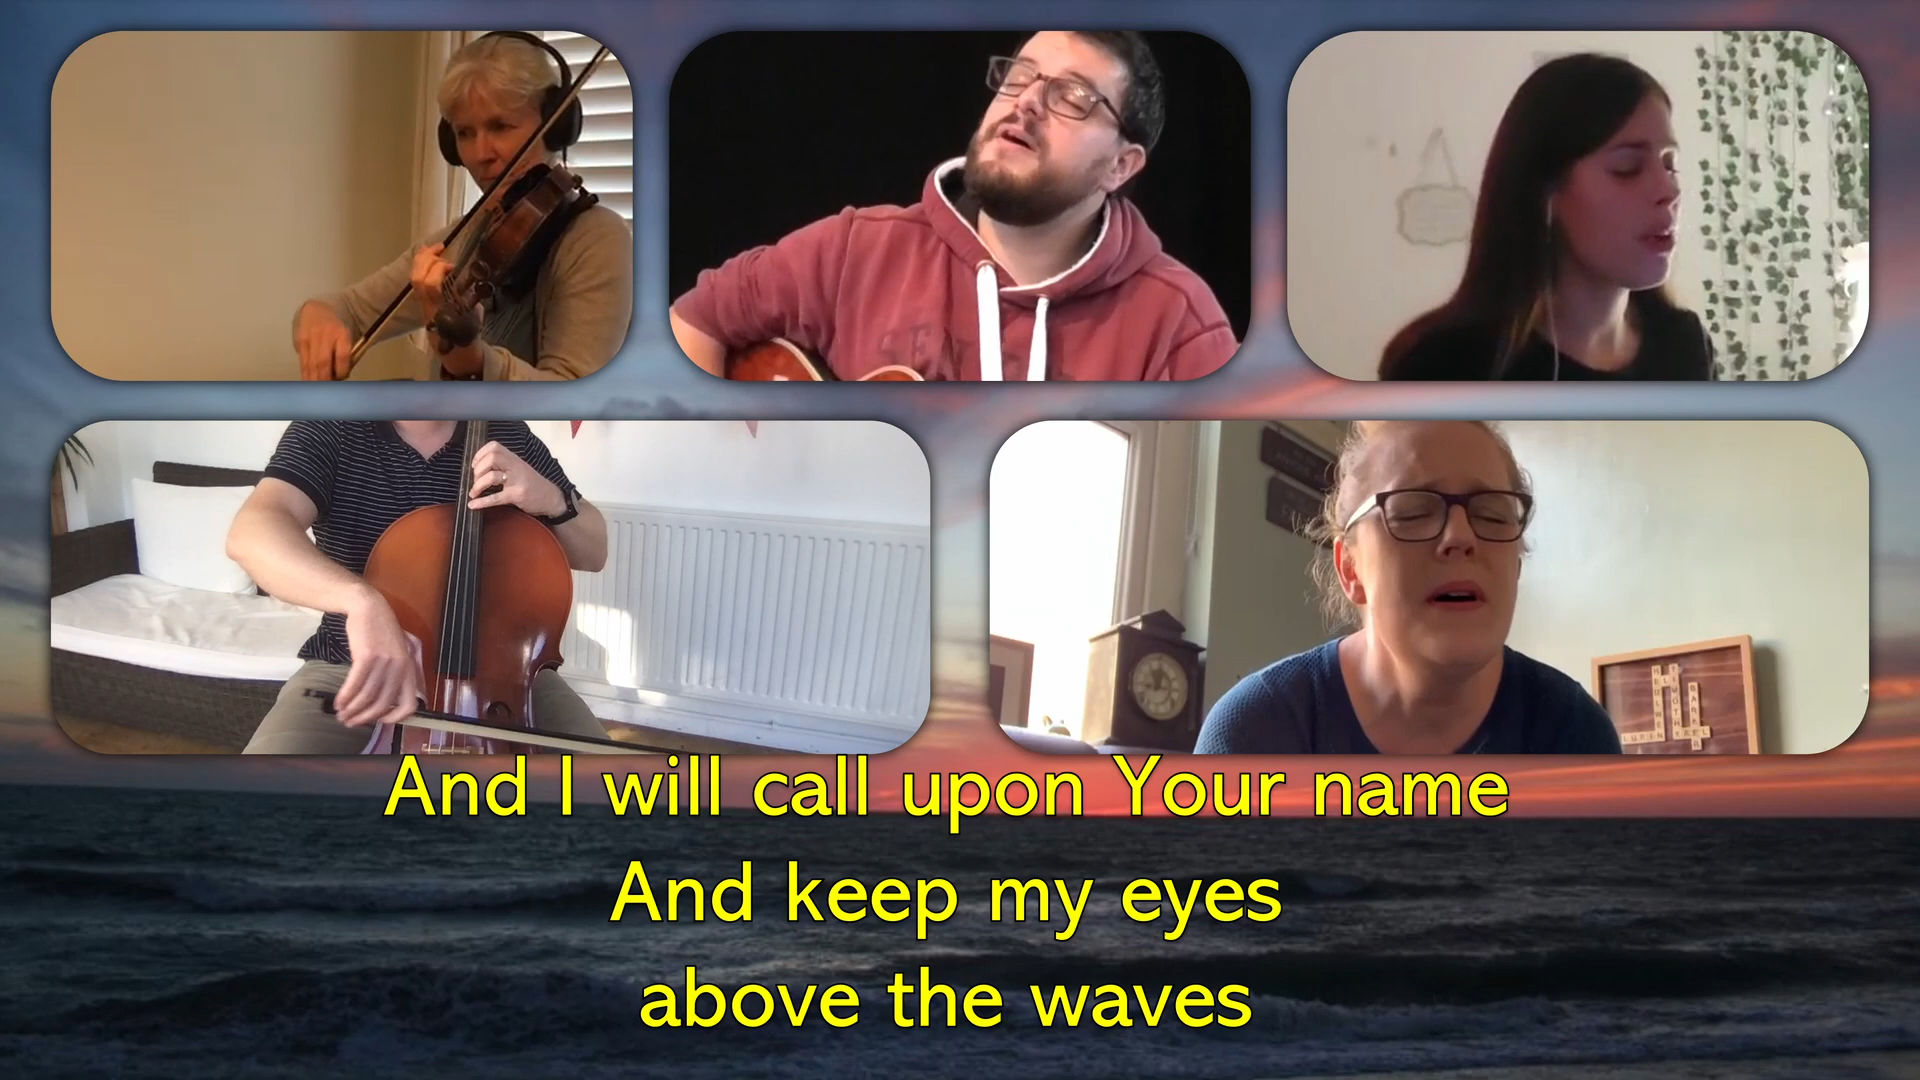 And I will call upon Your name
And keep my eyes
above the waves